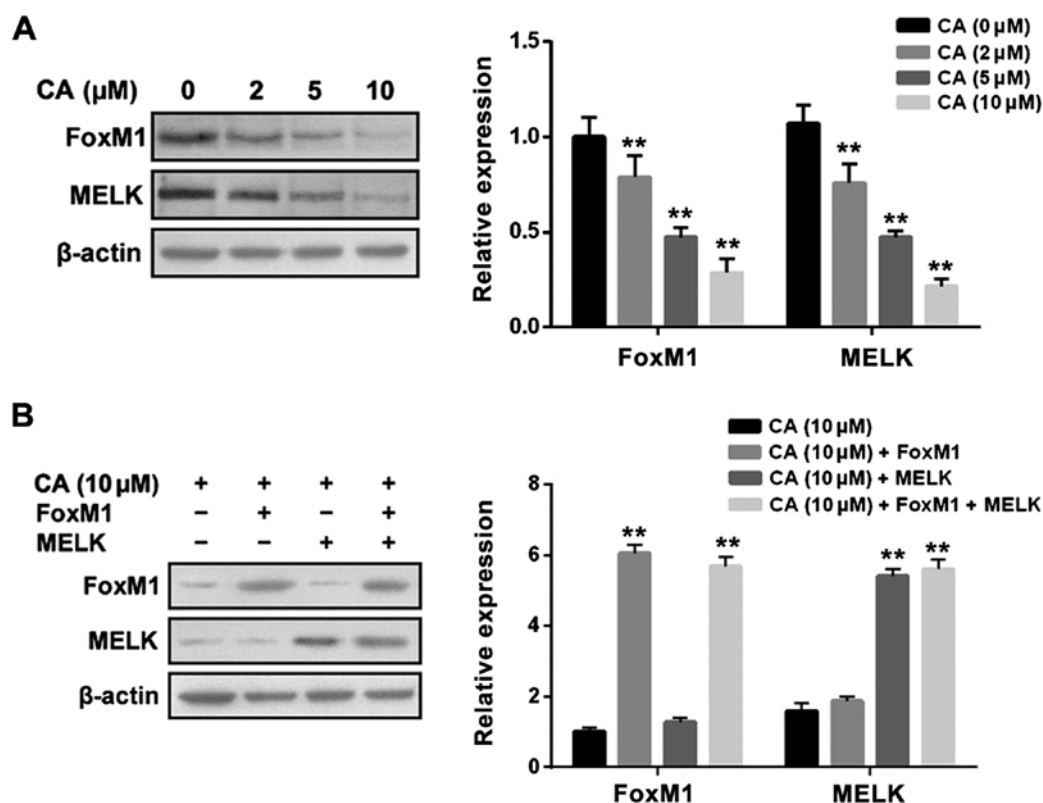 A
CA (μM) 0 2 5 10
FoxM1
MELK
β-actin
Relative expression
1.5
1.0
0.5
0.0
CA (0 μM)
CA (2 μM)
CA (5 μM)
CA (10 μM)
** ** **
** ** **
FoxM1 MELK
B
CA (10 μM) + + + +
FoxM1 – + – +
MELK – – + +
FoxM1
MELK
β-actin
Relative expression
8
6
4
2
0
CA (10 μM)
CA (10 μM) + FoxM1
CA (10 μM) + MELK
CA (10 μM) + FoxM1 + MELK
** **
** **
FoxM1 MELK